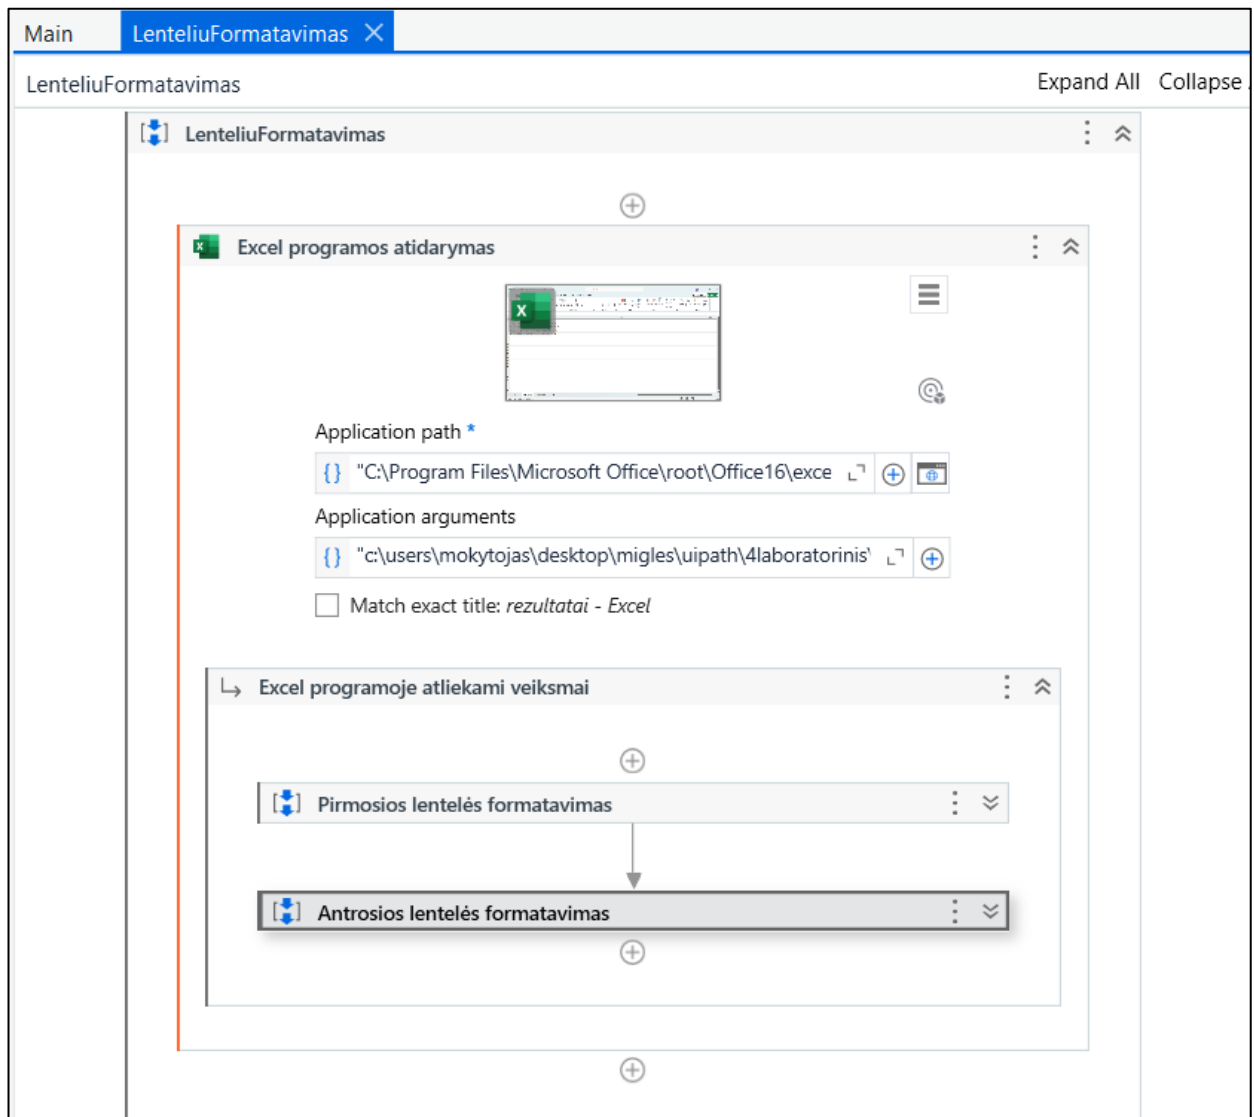 Main LenteliuFormatavimas
LenteliuFormatavimas Expand All Collapse
LenteliuFormatavimas
Excel programos atidarymas
Application path *
{} "C:\Program Files\Microsoft Office\root\Office16\exce
Application arguments
{} "c:\users\mokytojas\desktop\migles\uipath\4laboratorinis\
Match exact title: rezultatai - Excel
Excel programoje atliekami veiksmai
Pirmosios lentelės formatavimas
Antrosios lentelės formatavimas